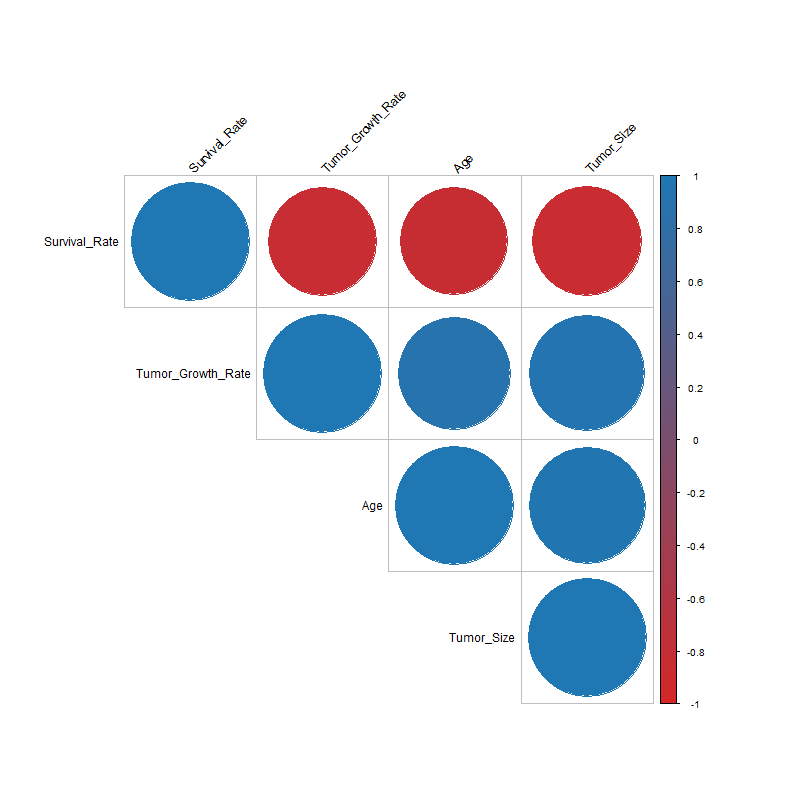 Survival_Rate
Tumor_Growth_Rate
Age
Tumor_Size
Survival_Rate
Tumor_Growth_Rate
Age
Tumor_Size
1
0.8
0.6
0.4
0.2
0
-0.2
-0.4
-0.6
-0.8
-1